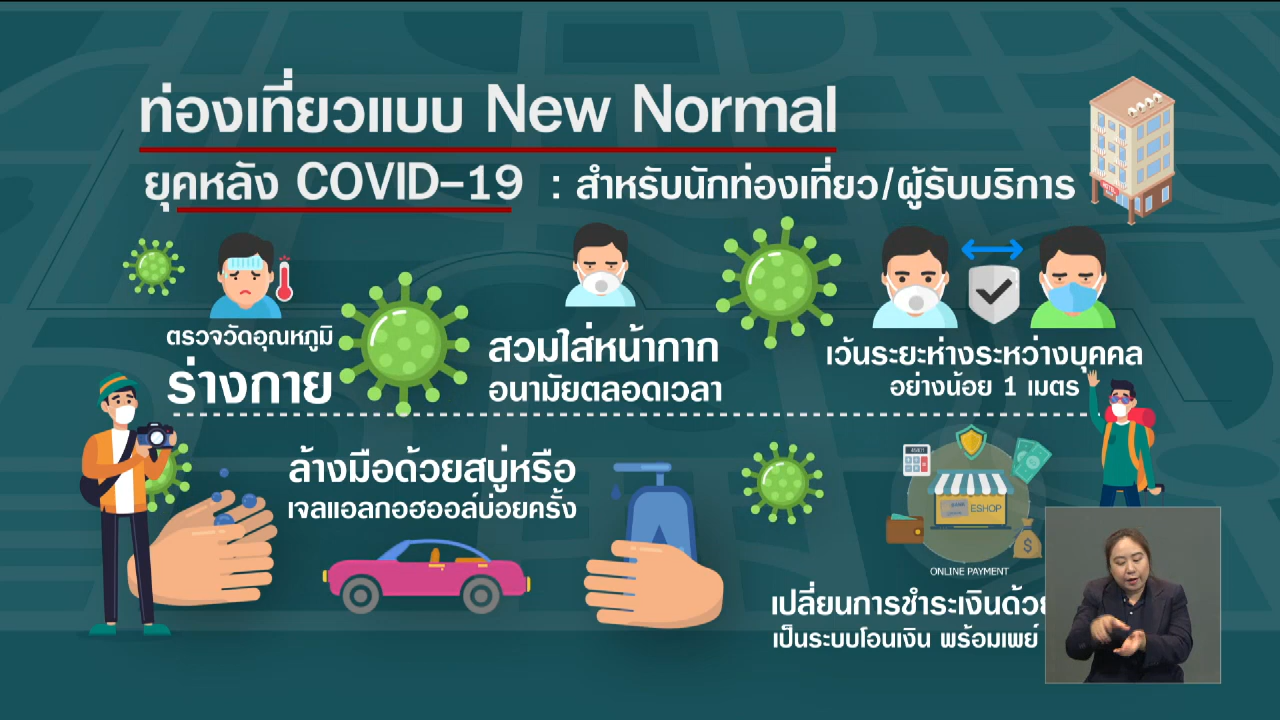 ท่องเที่ยวแบบ New Normal
ยุคหลัง COVID-19 : สำหรับนักท่องเที่ยว/ผู้รับบริการ
HOTEL
ตรวจวัดอุณหภูมิ
ร่างกาย
สวมใส่หน้ากาก
อนามัยตลอดเวลา
เว้นระยะห่างระหว่างบุคคล
อย่างน้อย 1 เมตร
ล้างมือด้วยสบู่หรือ
เจลแอลกอฮออล์บ่อยครั้ง
ESHOP
ONLINE PAYMENT
เปลี่ยนการชำระเงินด้วย
เป็นระบบโอนเงิน พร้อมเพย์